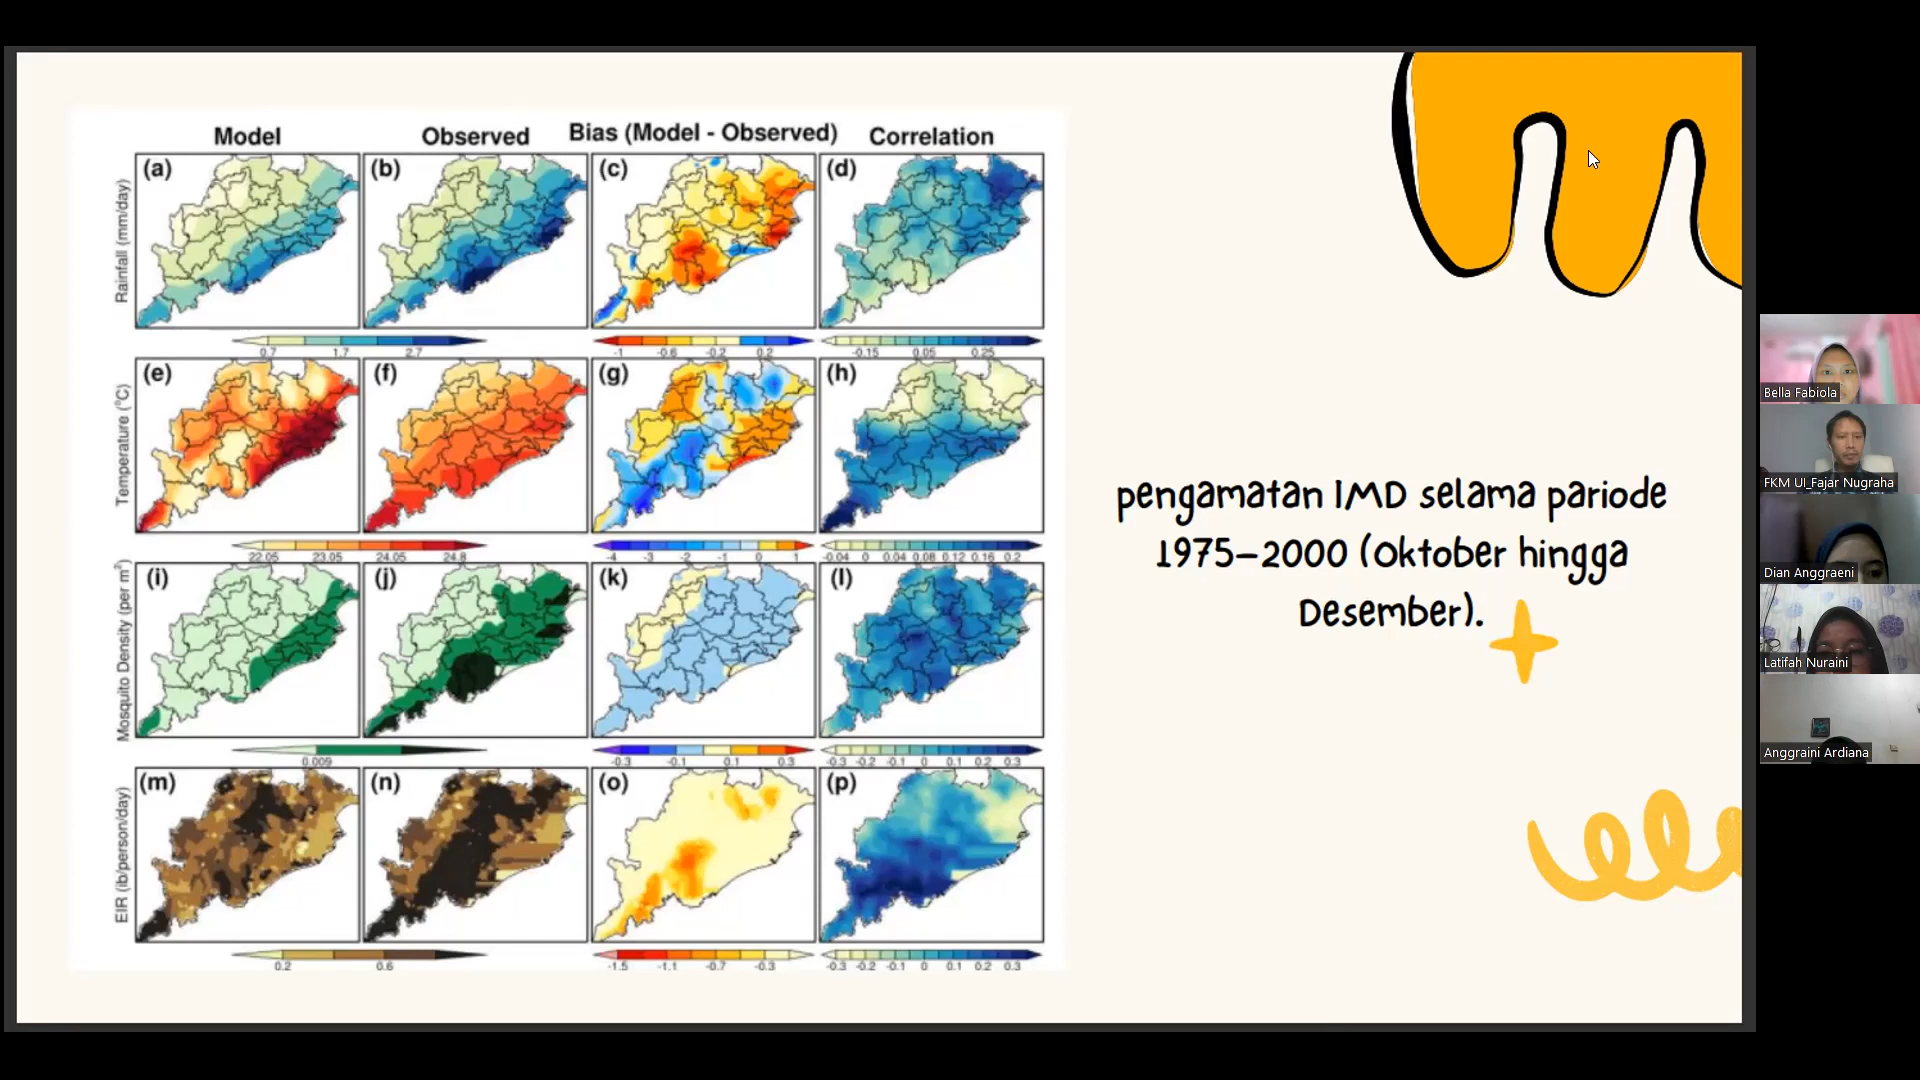 Model Observed Bias (Model - Observed) Correlation
(a) (b) (c) (d)
Rainfall (mm/day)
0.7 1.7 2.7 -1 -0.6 -0.2 0.2 -0.15 0.05 0.25
(e) (f) (g) (h)
Temperature (°C)
22.05 23.05 24.05 24.8 -4 -3 -2 -1 0 1 -0.04 0 0.04 0.08 0.12 0.16 0.2
(i) (j) (k) (l)
Mosquito Density (per m²)
0.009 -0.3 -0.1 0.1 0.3 -0.3 -0.2 -0.1 0 0.1 0.2 0.3
(m) (n) (o) (p)
EIR (ib/person/day)
0.2 0.6 -1.5 -1.1 -0.7 -0.3 -0.3 -0.2 -0.1 0 0.1 0.2 0.3
pengamatan IMD selama pariode
1975–2000 (Oktober hingga
Desember).
Bella Fabiola
FKM UI_Fajar Nugraha
Dian Anggraeni
Latifah Nuraini
Anggraini Ardiana